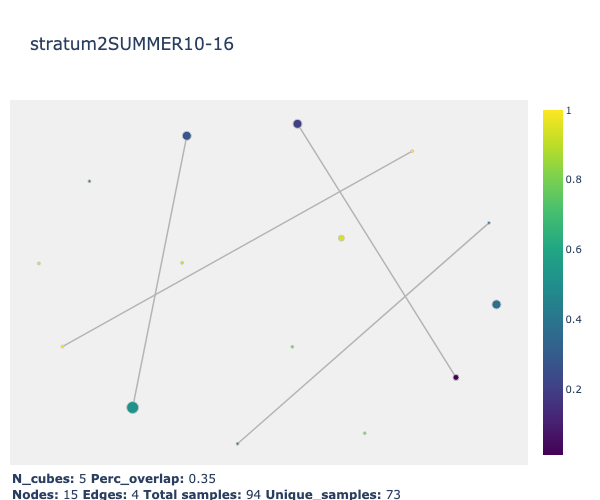 stratum2SUMMER10-16
1
0.8
0.6
0.4
0.2
N_cubes: 5 Perc_overlap: 0.35
Nodes: 15 Edges: 4 Total samples: 94 Unique_samples: 73